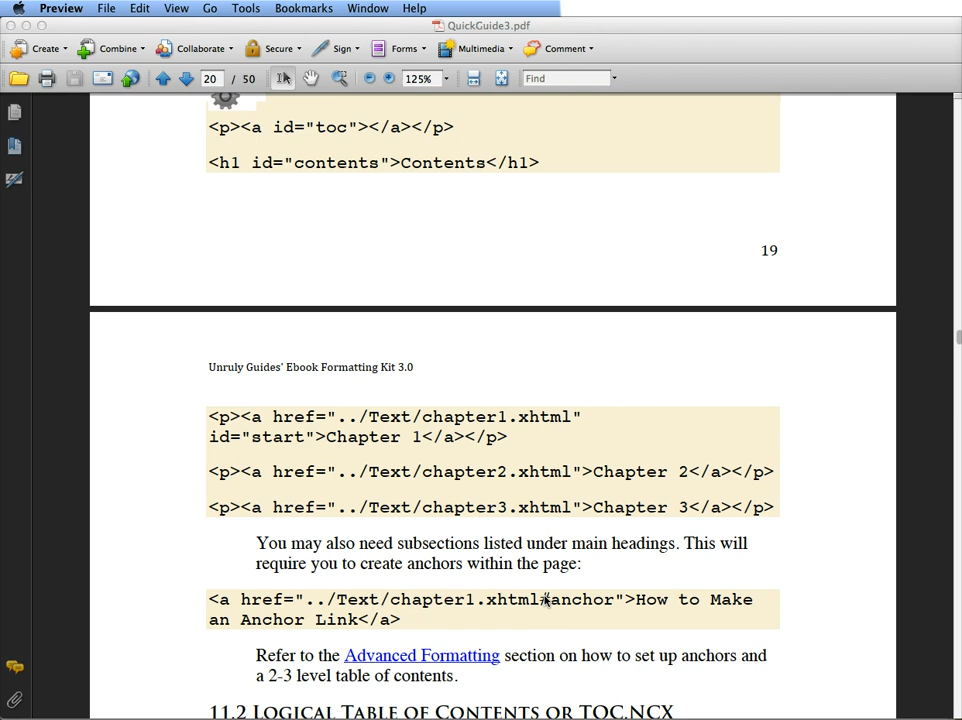 Preview File Edit View Go Tools Bookmarks Window Help
QuickGuide3.pdf
Create Combine Collaborate Secure Sign Forms Multimedia Comment
20 / 50 125% Find
<p><a id="toc"></a></p>
<h1 id="contents">Contents</h1>
19
Unruly Guides' Ebook Formatting Kit 3.0
<p><a href="../Text/chapter1.xhtml"
id="start">Chapter 1</a></p>
<p><a href="../Text/chapter2.xhtml">Chapter 2</a></p>
<p><a href="../Text/chapter3.xhtml">Chapter 3</a></p>
You may also need subsections listed under main headings. This will
require you to create anchors within the page:
<a href="../Text/chapter1.xhtml#anchor">How to Make
an Anchor Link</a>
Refer to the Advanced Formatting section on how to set up anchors and
a 2-3 level table of contents.
11.2 LOGICAL TABLE OF CONTENTS OR TOC.NCX